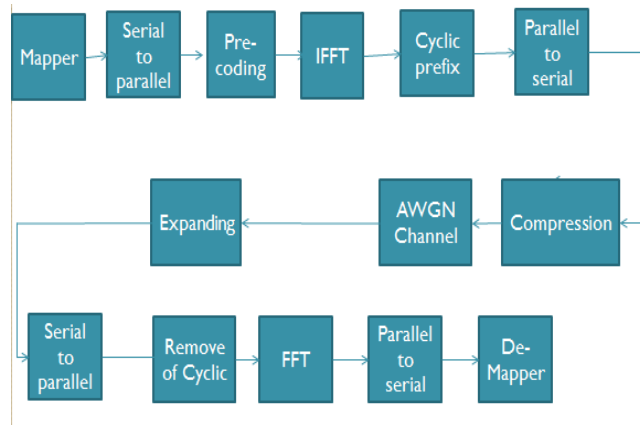 Mapper
Serial
to
parallel
Pre-
coding
IFFT
Cyclic
prefix
Parallel
to
serial
Expanding
AWGN
Channel
Compression
Serial
to
parallel
Remove
of Cyclic
FFT
Parallel
to
serial
De-
Mapper